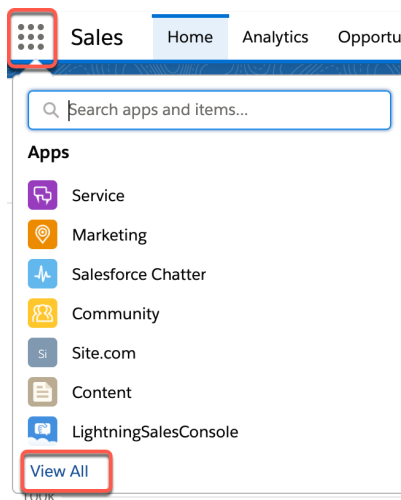 Sales Home Analytics Opportu
Search apps and items...
Apps
Service
Marketing
Salesforce Chatter
Community
Si Site.com
Content
LightningSalesConsole
View All